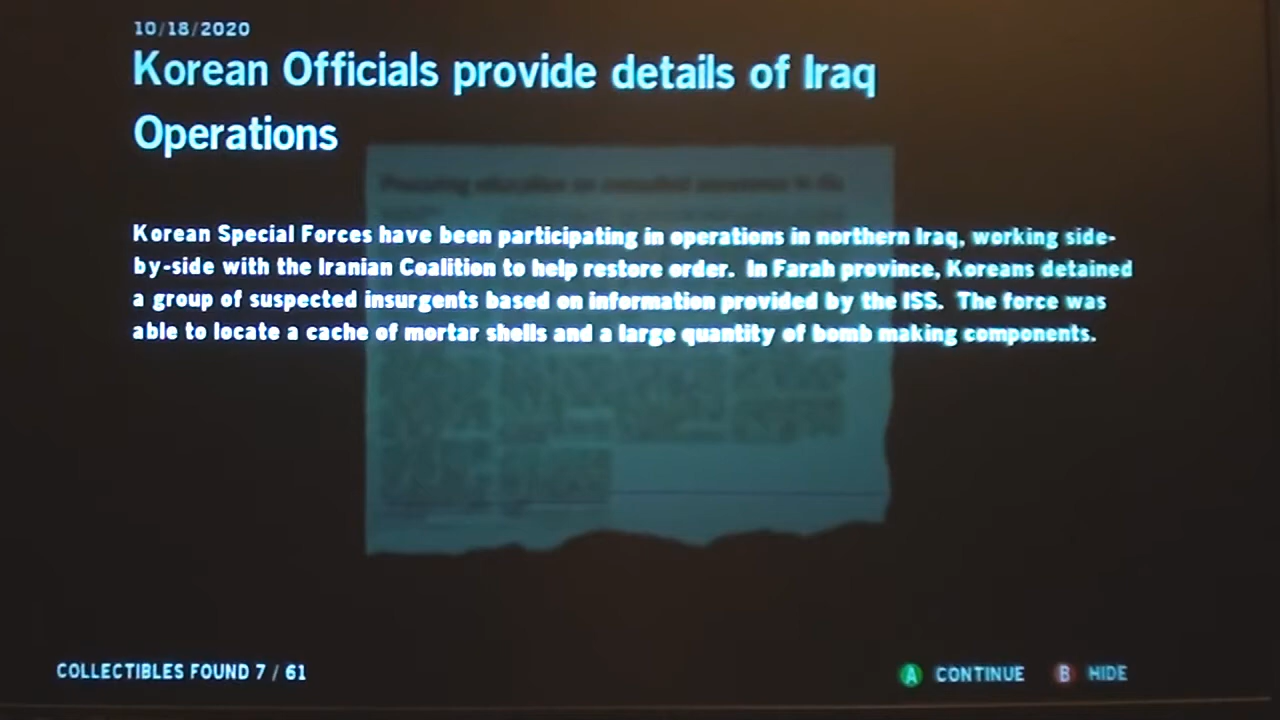 10/18/2020
Korean Officials provide details of Iraq
Operations
Korean Special Forces have been participating in operations in northern Iraq, working side-
by-side with the Iranian Coalition to help restore order.  In Farah province, Koreans detained
a group of suspected insurgents based on information provided by the ISS.  The force was
able to locate a cache of mortar shells and a large quantity of bomb making components.
COLLECTIBLES FOUND 7 / 61
A CONTINUE B HIDE